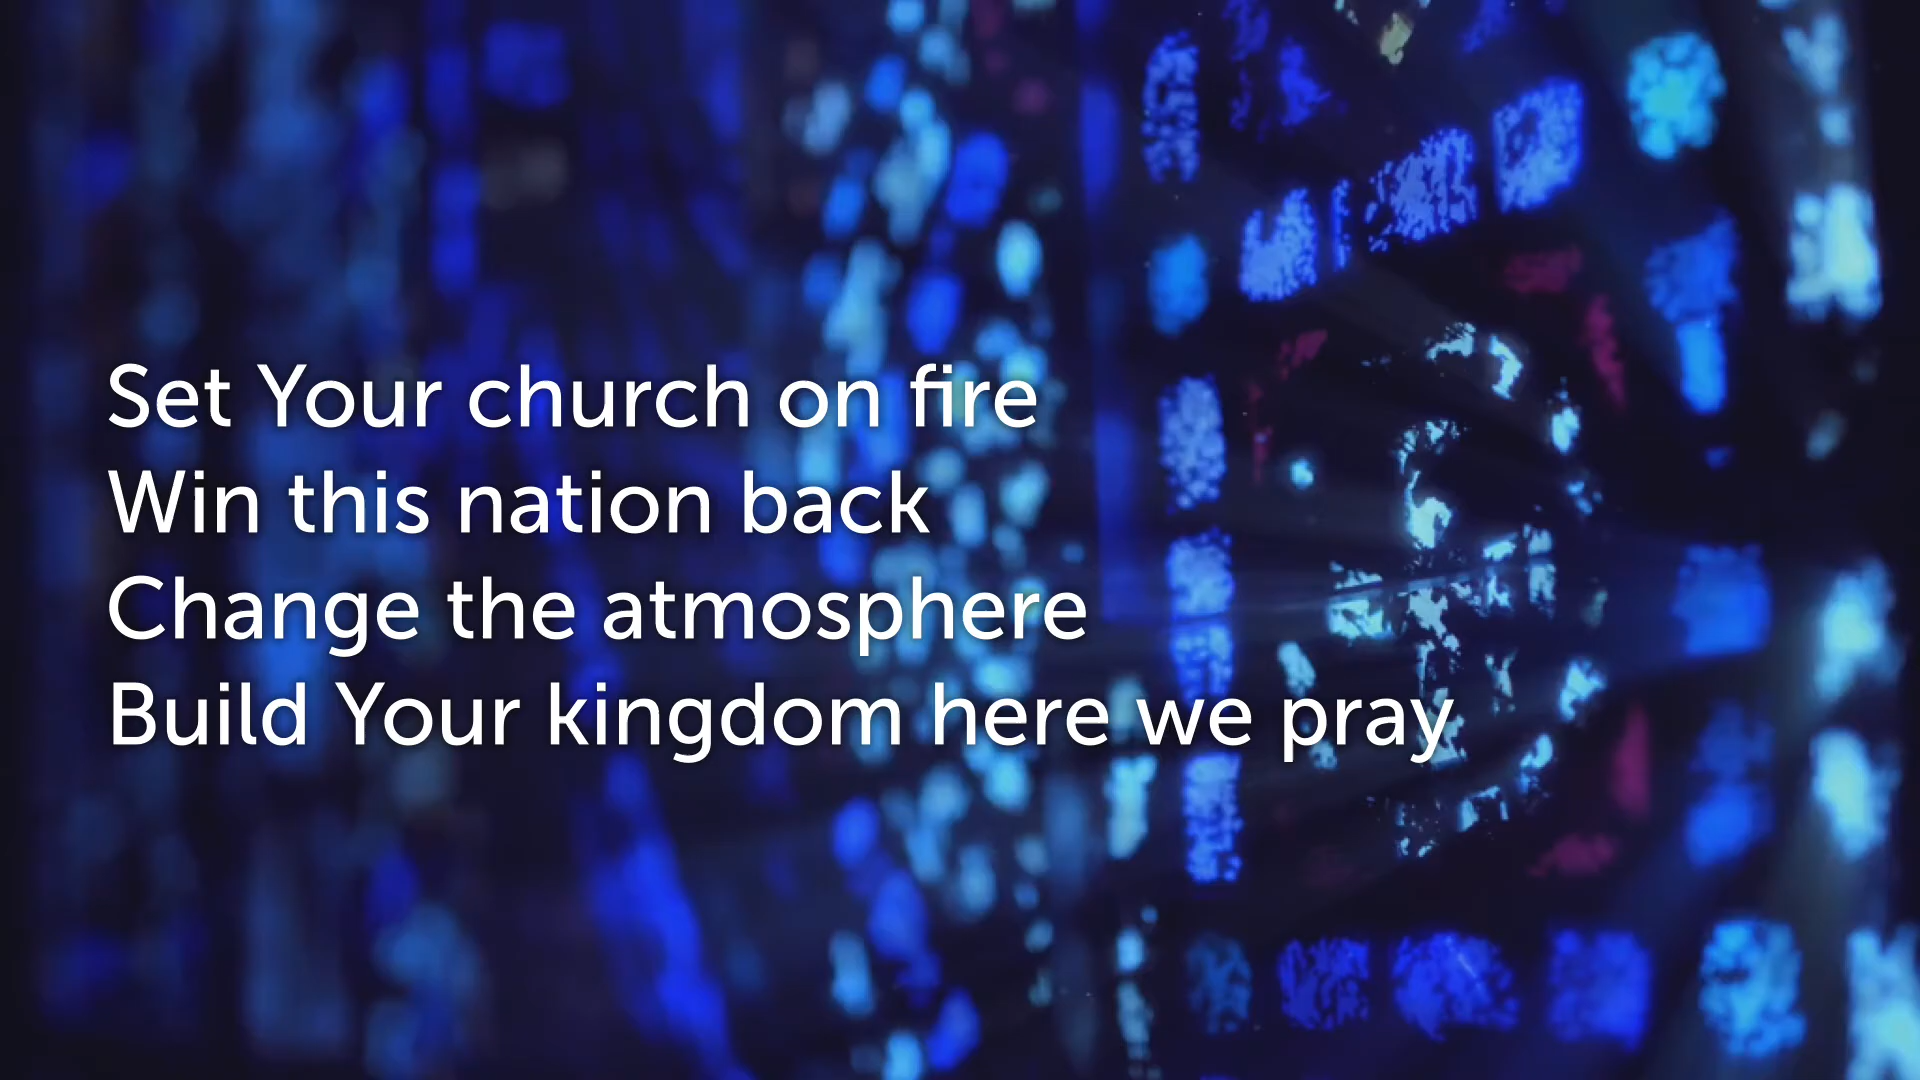 Set Your church on fire
Win this nation back
Change the atmosphere
Build Your kingdom here we pray